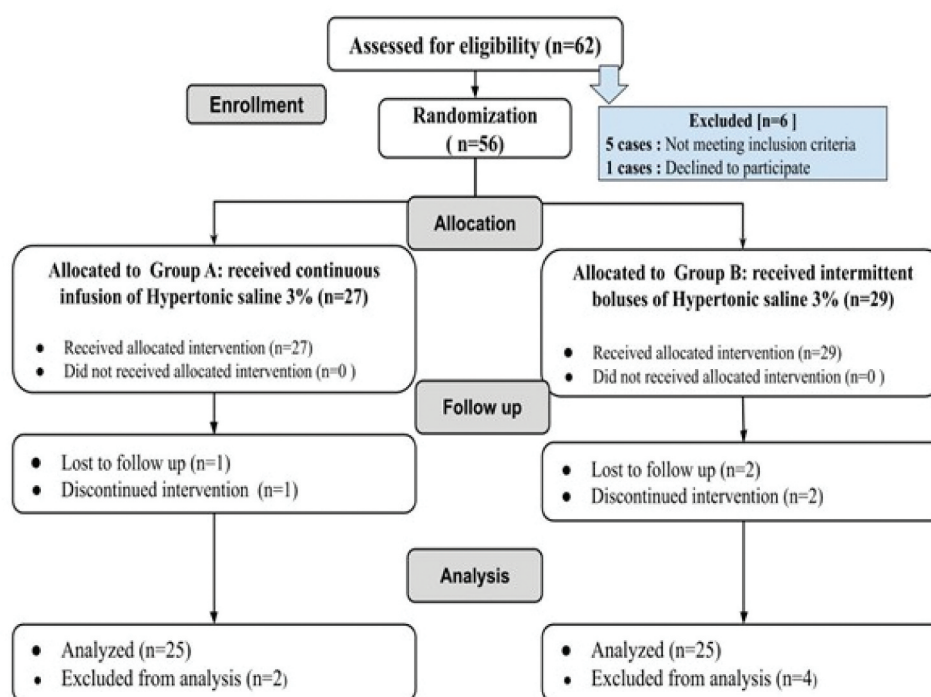 Assessed for eligibility (n=62)
Enrollment
Randomization
( n=56)
Excluded [n=6 ]
5 cases : Not meeting inclusion criteria
1 cases : Declined to participate
Allocation
Allocated to Group A: received continuous
infusion of Hypertonic saline 3% (n=27)
• Received allocated intervention (n=27)
• Did not received allocated intervention (n=0 )
Allocated to Group B: received intermittent
boluses of Hypertonic saline 3% (n=29)
• Received allocated intervention (n=29)
• Did not received allocated intervention (n=0 )
Follow up
• Lost to follow up (n=1)
• Discontinued intervention (n=1)
• Lost to follow up (n=2)
• Discontinued intervention (n=2)
Analysis
• Analyzed (n=25)
• Excluded from analysis (n=2)
• Analyzed (n=25)
• Excluded from analysis (n=4)